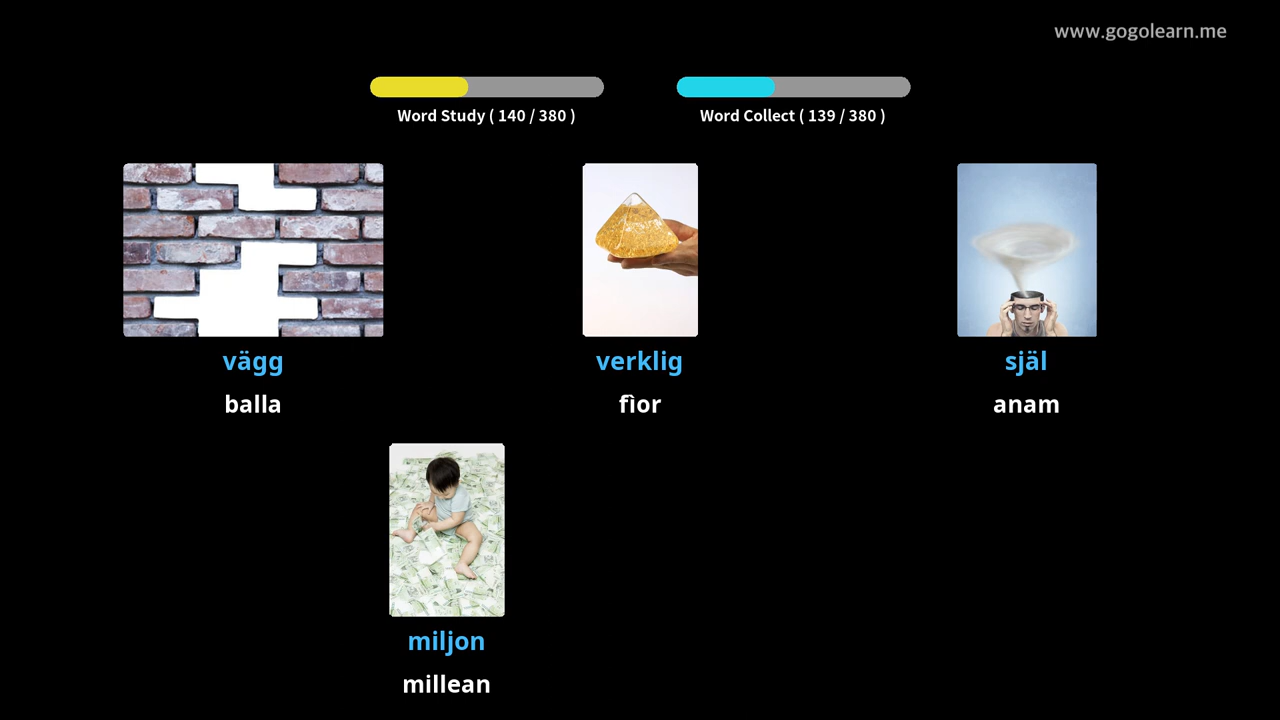 www.gogolearn.me
Word Study ( 140 / 380 )
Word Collect ( 139 / 380 )
vägg
balla
verklig
fìor
själ
anam
miljon
millean